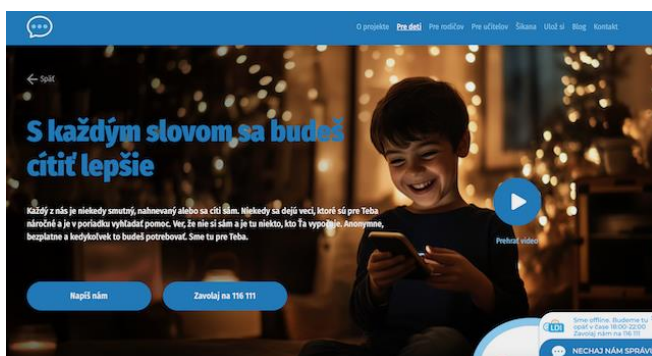 O projekte Pre deti Pre rodičov Pre učiteľov Šikana Ulož si Blog Kontakt
Späť
S každým slovom sa budeš
cítiť lepšie
Každý z nás je niekedy smutný, nahnevaný alebo sa cíti sám. Niekedy sa dejú veci, ktoré sú pre Teba
náročné a je v poriadku vyhľadať pomoc. Ver, že nie si sám a je tu niekto, kto Ťa vypočuje. Anonymne,
bezplatne a kedykoľvek to budeš potrebovať. Sme tu pre Teba.
Prehrať video
Napíš nám Zavolaj na 116 111
LDI
Sme offline. Budeme tu
opäť v čase 18:00-22:00
Zavolaj nám na 116 111
NECHAJ NÁM SPRÁVU